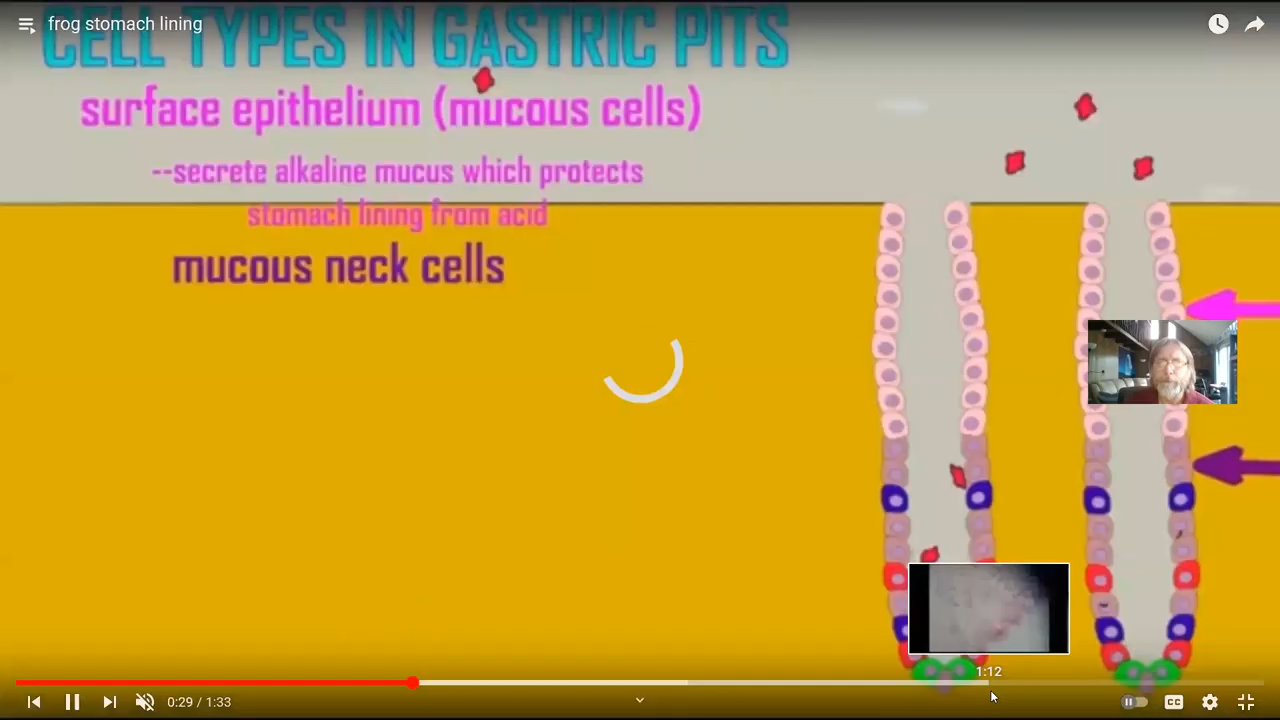 frog stomach lining
CELL TYPES IN GASTRIC PITS
surface epithelium (mucous cells)
--secrete alkaline mucus which protects
stomach lining from acid
mucous neck cells
1:12
0:29 / 1:33
CC